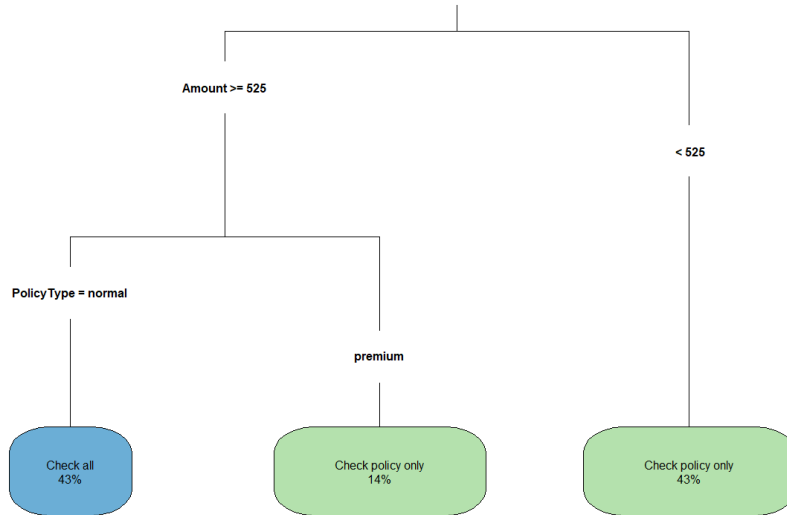 Amount >= 525
< 525
PolicyType = normal
premium
Check all
43%
Check policy only
14%
Check policy only
43%